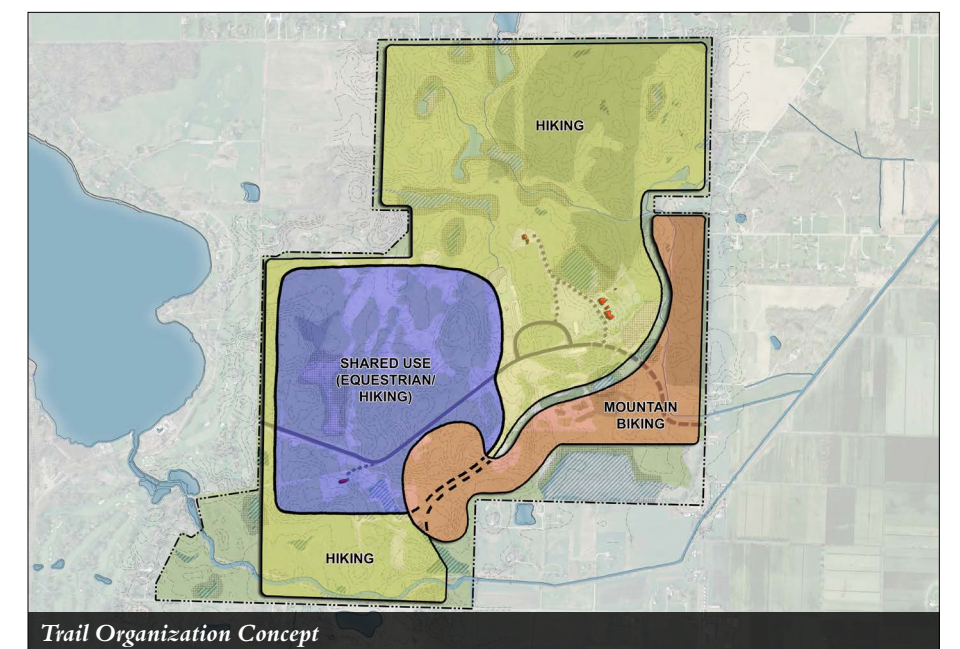 HIKING
SHARED USE
(EQUESTRIAN/
HIKING)
MOUNTAIN
BIKING
HIKING
Trail Organization Concept